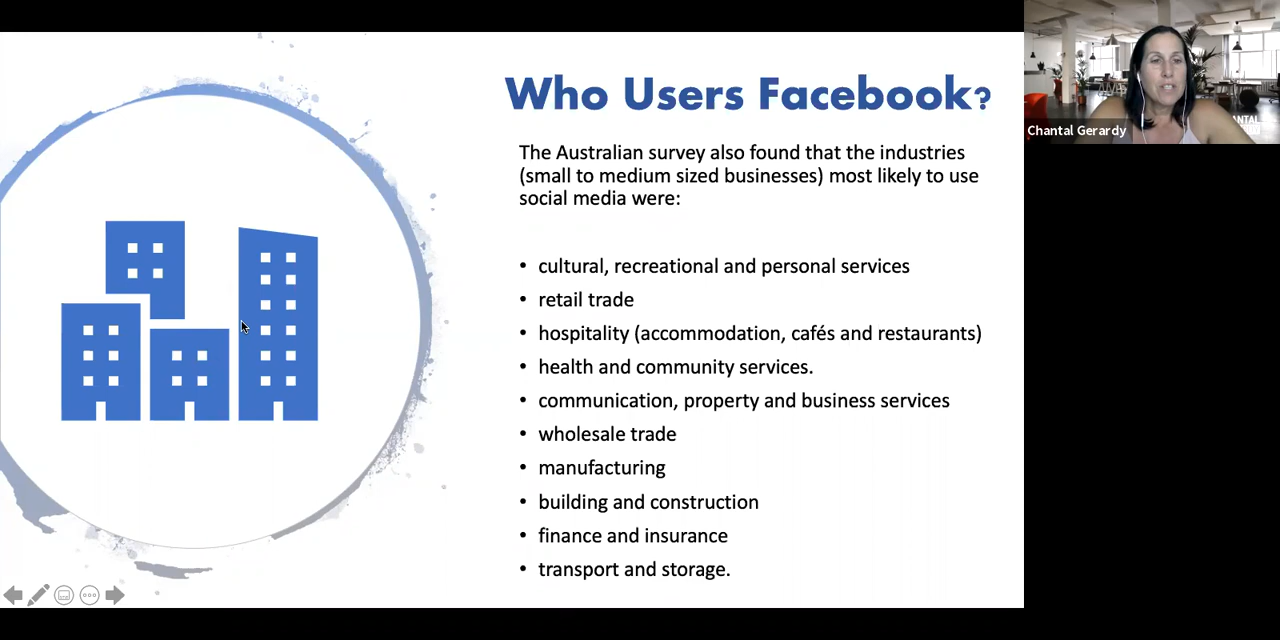 Who Users Facebook?
The Australian survey also found that the industries
(small to medium sized businesses) most likely to use
social media were:
• cultural, recreational and personal services
• retail trade
• hospitality (accommodation, cafés and restaurants)
• health and community services.
• communication, property and business services
• wholesale trade
• manufacturing
• building and construction
• finance and insurance
• transport and storage.
Chantal Gerardy